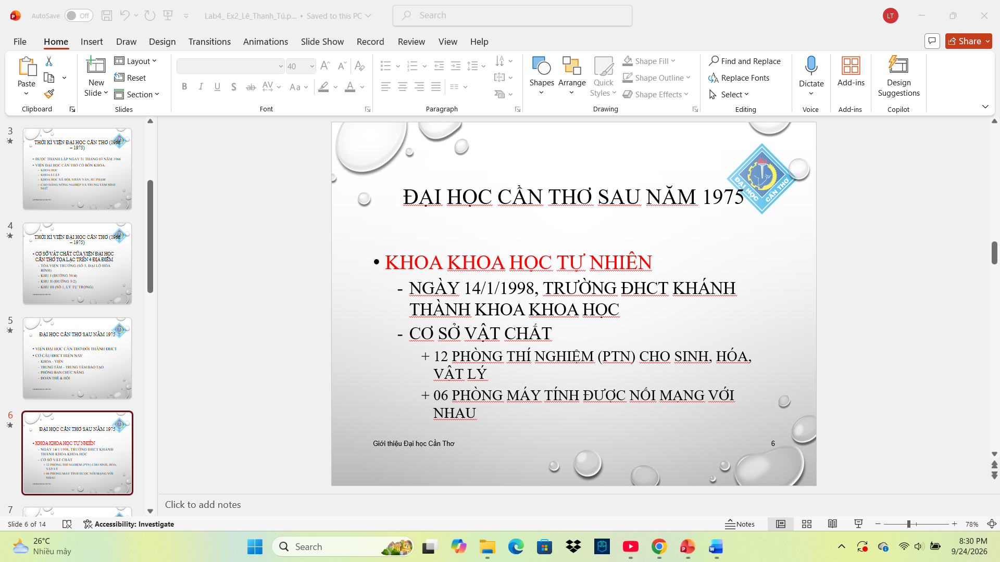 AutoSave Off Lab4_ Ex2_Lê_Thanh_Tú.p... • Saved to this PC Search LT
File Home Insert Draw Design Transitions Animations Slide Show Record Review View Help Share
Paste New Slide Layout Reset Section 40 Shapes Arrange Quick Styles Shape Fill Shape Outline Shape Effects Find and Replace Replace Fonts Select Dictate Add-ins Design Suggestions
Clipboard Slides Font Paragraph Drawing Editing Voice Add-ins Copilot
3
THỜI KÌ VIỆN ĐẠI HỌC CẦN THƠ (1966
– 1975)
• ĐƯỢC THÀNH LẬP NGÀY 31 THÁNG 03 NĂM 1966
• VIỆN ĐẠI HỌC CẦN THƠ CÓ BỐN KHOA:
- KHOA HỌC
- KHOA LUẬT
- KHOA HỌC XÃ HỘI, NHÂN VĂN, SƯ PHẠM
- CAO ĐẲNG NÔNG NGHIỆP VÀ TRUNG TÂM SINH
NGỮ
4
THỜI KÌ VIỆN ĐẠI HỌC CẦN THƠ (1966
– 1975)
• CƠ SỞ VẬT CHẤT CỦA VIỆN ĐẠI HỌC
CẦN THƠ TỌA LẠC TRÊN 4 ĐỊA ĐIỂM
- TÒA VIỆN TRƯỞNG (SỐ 5, ĐẠI LỘ HÒA
BÌNH)
- KHU I (ĐƯỜNG 30/4)
- KHU II (ĐƯỜNG 3/2)
- KHU III (SỐ 1, LÝ TỰ TRỌNG)
5
ĐẠI HỌC CẦN THƠ SAU NĂM 1975
• VIỆN ĐẠI HỌC CẦN THƠ ĐỔI THÀNH ĐHCT
• CƠ CẤU ĐHCT HIỆN NAY
- KHOA – VIỆN
- TRUNG TÂM – TRUNG TÂM ĐÀO TẠO
- PHÒNG BAN CHỨC NĂNG
- ĐOÀN THỂ & HỘI
6
ĐẠI HỌC CẦN THƠ SAU NĂM 1975
• KHOA KHOA HỌC TỰ NHIÊN
- NGÀY 14/1/1998, TRƯỜNG ĐHCT KHÁNH
THÀNH KHOA KHOA HỌC
- CƠ SỞ VẬT CHẤT
+ 12 PHÒNG THÍ NGHIỆM (PTN) CHO SINH, HÓA,
VẬT LÝ
+ 06 PHÒNG MÁY TÍNH ĐƯỢC NỐI MẠNG VỚI
NHAU
7
ĐẠI HỌC CẦN THƠ
ĐẠI HỌC CẦN THƠ SAU NĂM 1975
• KHOA KHOA HỌC TỰ NHIÊN
- NGÀY 14/1/1998, TRƯỜNG ĐHCT KHÁNH
THÀNH KHOA KHOA HỌC
- CƠ SỞ VẬT CHẤT
+ 12 PHÒNG THÍ NGHIỆM (PTN) CHO SINH, HÓA,
VẬT LÝ
+ 06 PHÒNG MÁY TÍNH ĐƯỢC NỐI MẠNG VỚI
NHAU
Giới thiệu Đại học Cần Thơ 6
Click to add notes
Slide 6 of 14 Accessibility: Investigate Notes 78%
26°C
Nhiều mây
Search
8:30 PM
9/24/2026